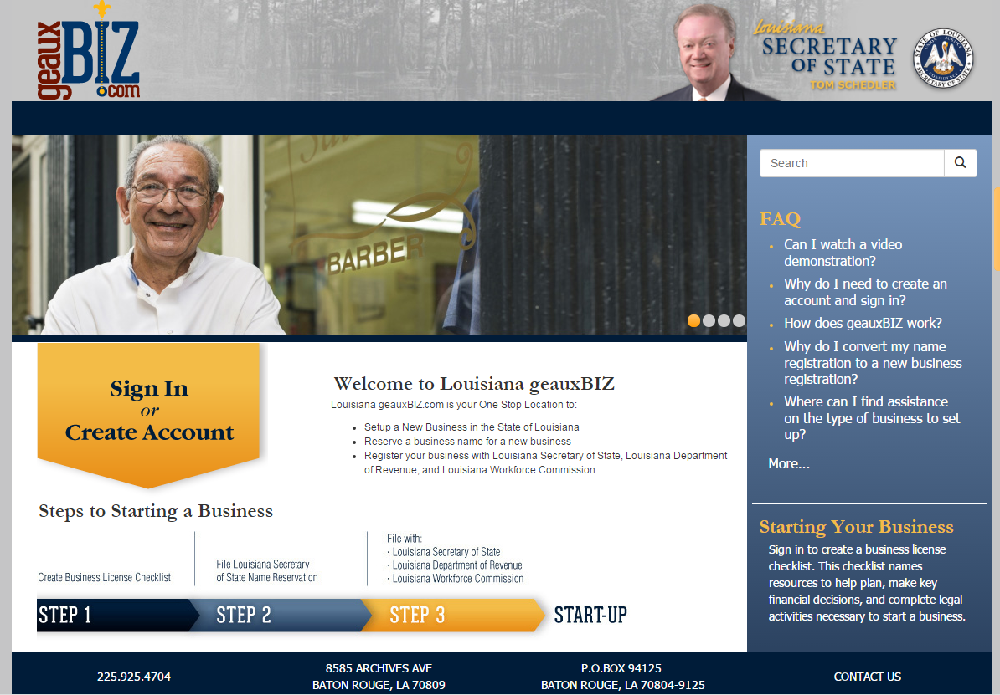 geaux
BIZ
.com
Louisiana
SECRETARY
OF STATE
TOM SCHEDLER
STATE OF LOUISIANA
SECRETARY OF STATE
BARBER
Search
FAQ
Can I watch a video
demonstration?
Why do I need to create an
account and sign in?
How does geauxBIZ work?
Why do I convert my name
registration to a new business
registration?
Where can I find assistance
on the type of business to set
up?
More...
Sign In
or
Create Account
Welcome to Louisiana geauxBIZ
Louisiana geauxBIZ.com is your One Stop Location to:
• Setup a New Business in the State of Louisiana
• Reserve a business name for a new business
• Register your business with Louisiana Secretary of State, Louisiana Department
of Revenue, and Louisiana Workforce Commission
Steps to Starting a Business
Create Business License Checklist
File Louisiana Secretary
of State Name Reservation
File with:
· Louisiana Secretary of State
· Louisiana Department of Revenue
· Louisiana Workforce Commission
STEP 1
STEP 2
STEP 3
START-UP
Starting Your Business
Sign in to create a business license
checklist. This checklist names
resources to help plan, make key
financial decisions, and complete legal
activities necessary to start a business.
225.925.4704
8585 ARCHIVES AVE
BATON ROUGE, LA 70809
P.O.BOX 94125
BATON ROUGE, LA 70804-9125
CONTACT US